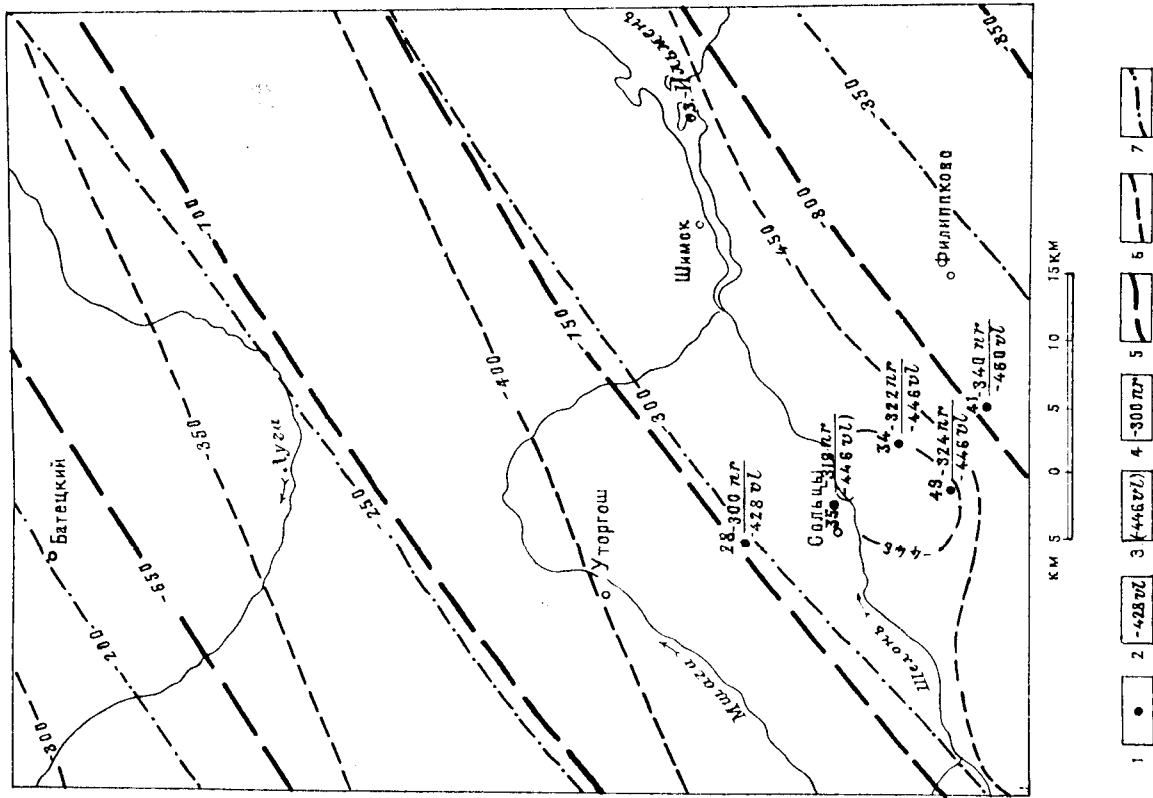 Батецкий
Луга
-300
-200
-650
-350
-250
-700
-400
-750
-300
Уторгош
Мшага
Шимск
оз. Ильмень
-450
-800
-350
-850
Филиппково
Сольцы
Шелонь
-446
28 -300 nr
-428 vl
35 -318 nr
(-446 vl)
34 -322 nr
-446 vl
49 -324 nr
-446 vl
41 -340 nr
-460 vl
км 5 0 5 10 15 км
1
2 -428 vl
3 (-446 vl)
4 -300 nr
5
6
7